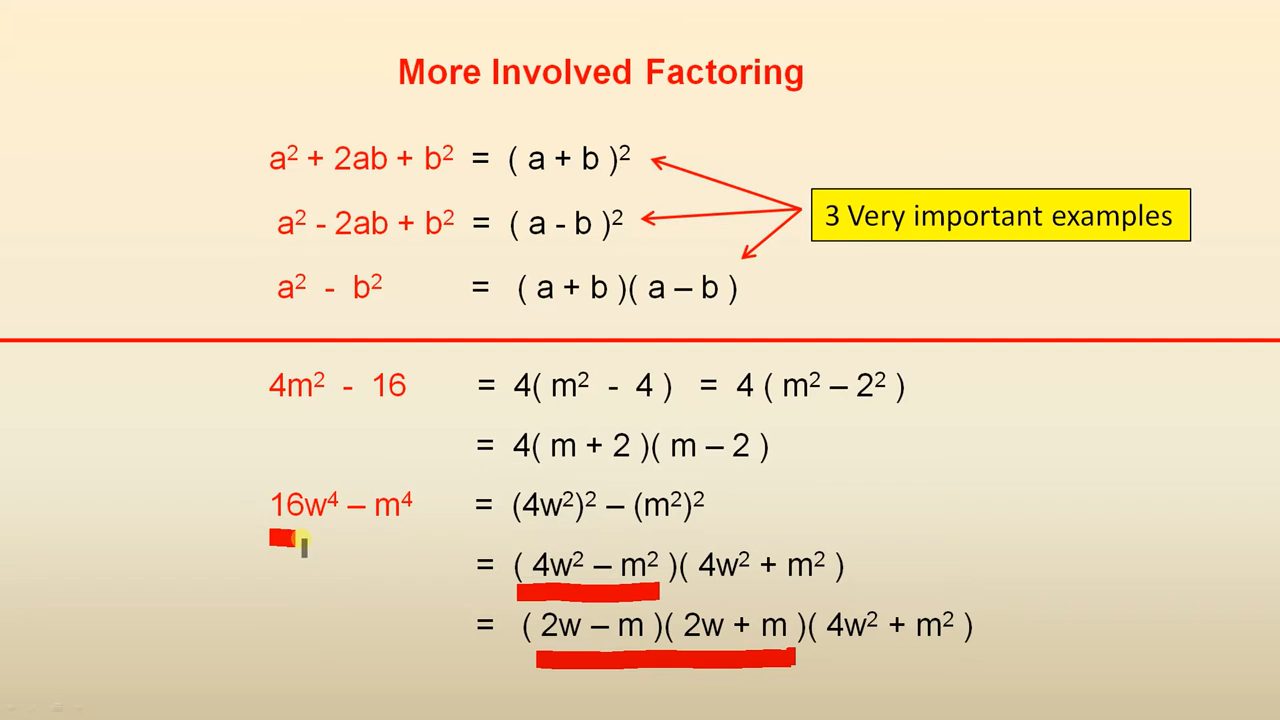 More Involved Factoring
a² + 2ab + b² = ( a + b )²
3 Very important examples
a² - 2ab + b² = ( a - b )²
a² - b² = ( a + b )( a – b )
4m² - 16 = 4( m² - 4 ) = 4 ( m² – 2² )
= 4( m + 2 )( m – 2 )
16w⁴ – m⁴ = (4w²)² – (m²)²
= ( 4w² – m² )( 4w² + m² )
= ( 2w – m )( 2w + m )( 4w² + m² )